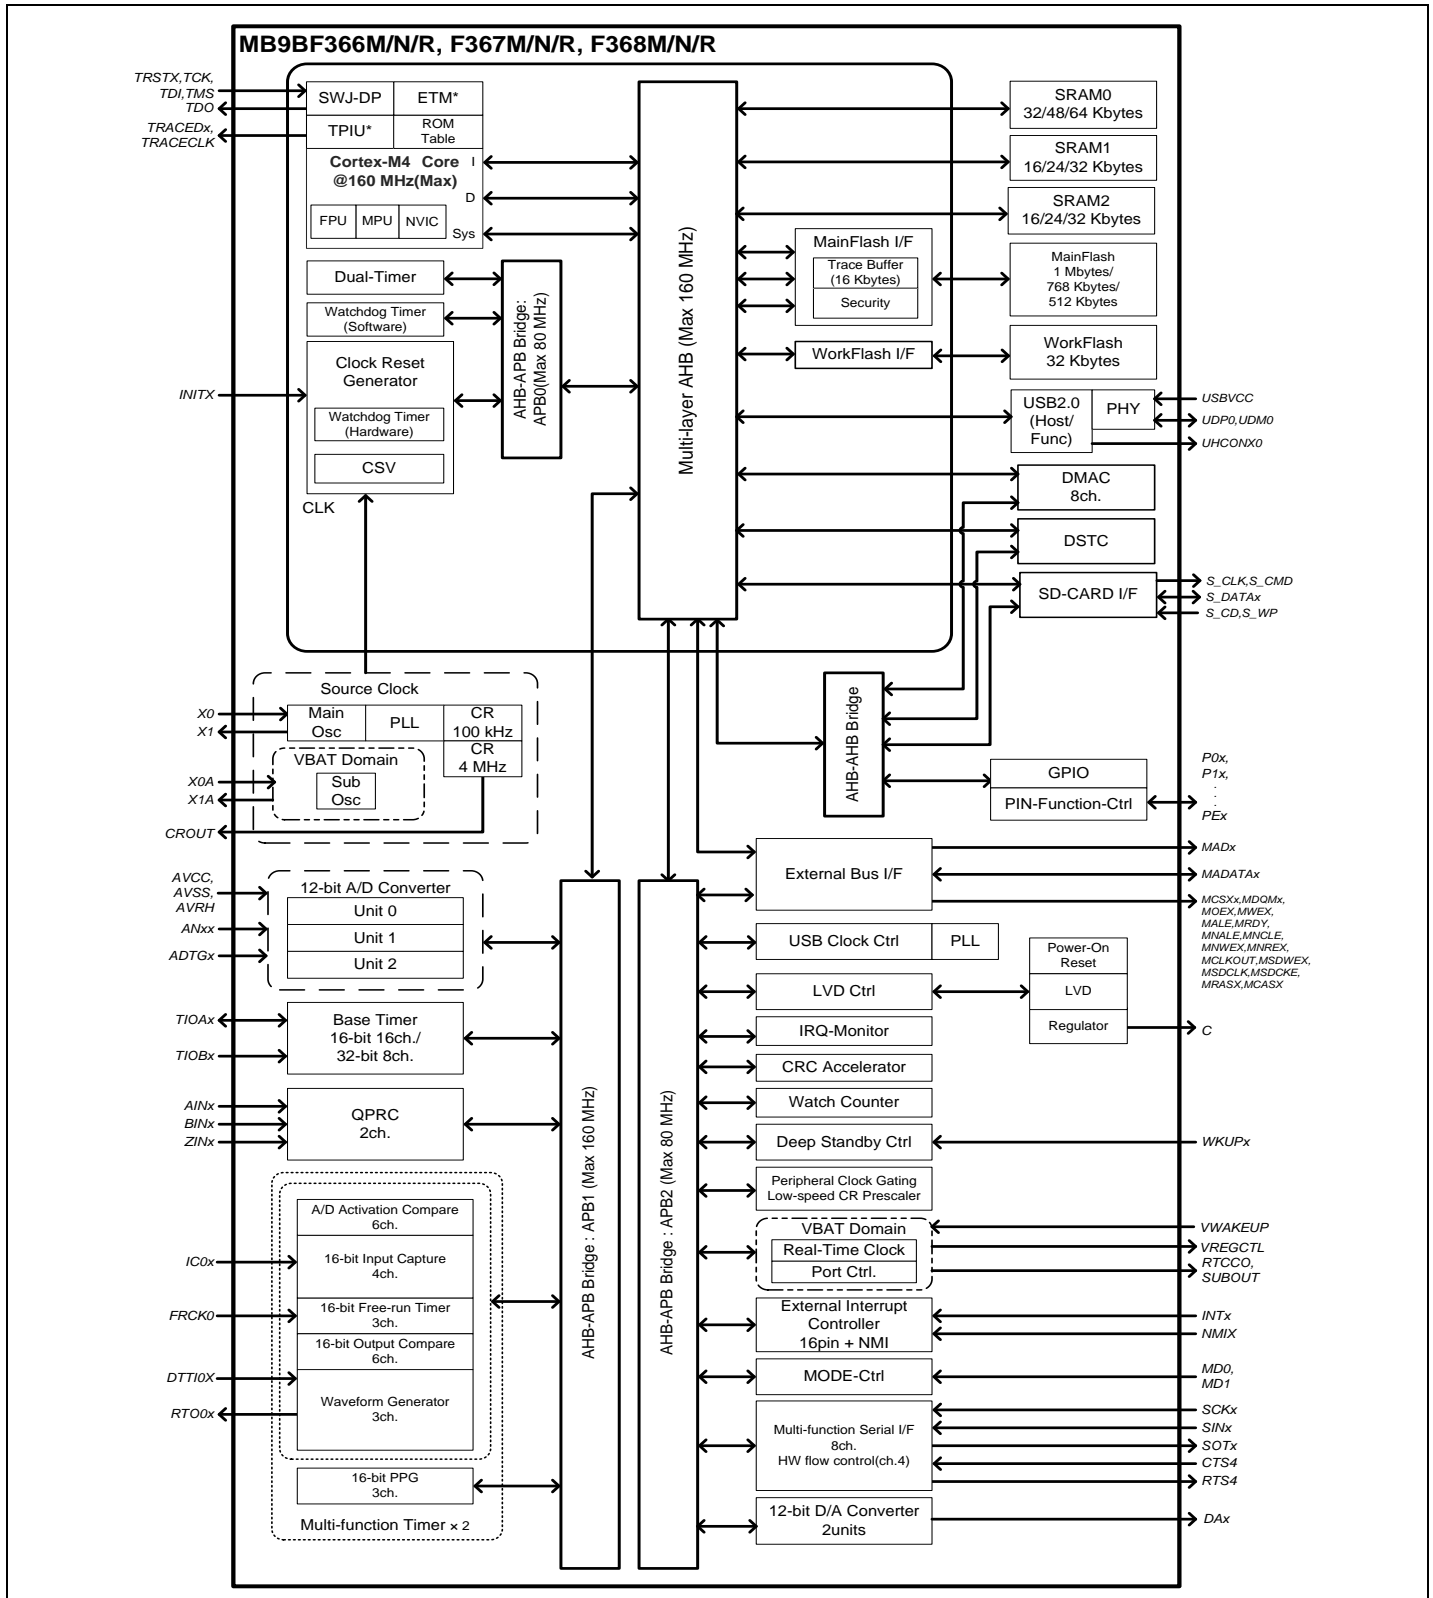 MB9BF366M/N/R, F367M/N/R, F368M/N/R
TRSTX,TCK,
TDI,TMS
TDO
TRACEDx,
TRACECLK
SWJ-DP
ETM*
TPIU*
ROM
Table
Cortex-M4 Core
@160 MHz(Max)
I
D
Sys
FPU
MPU
NVIC
Dual-Timer
Watchdog Timer
(Software)
Clock Reset
Generator
Watchdog Timer
(Hardware)
CSV
CLK
INITX
AHB-APB Bridge:
APB0(Max 80 MHz)
Multi-layer AHB (Max 160 MHz)
SRAM0
32/48/64 Kbytes
SRAM1
16/24/32 Kbytes
SRAM2
16/24/32 Kbytes
MainFlash I/F
Trace Buffer
(16 Kbytes)
Security
MainFlash
1 Mbytes/
768 Kbytes/
512 Kbytes
WorkFlash I/F
WorkFlash
32 Kbytes
USB2.0
(Host/
Func)
PHY
USBVCC
UDP0,UDM0
UHCONX0
DMAC
8ch.
DSTC
SD-CARD I/F
S_CLK,S_CMD
S_DATAx
S_CD,S_WP
Source Clock
X0
X1
Main
Osc
PLL
CR
100 kHz
CR
4 MHz
VBAT Domain
Sub
Osc
X0A
X1A
CROUT
AHB-AHB Bridge
GPIO
PIN-Function-Ctrl
P0x,
P1x,
.
.
PEx
AVCC,
AVSS,
AVRH
ANxx
ADTGx
12-bit A/D Converter
Unit 0
Unit 1
Unit 2
TIOAx
TIOBx
Base Timer
16-bit 16ch./
32-bit 8ch.
AINx
BINx
ZINx
QPRC
2ch.
A/D Activation Compare
6ch.
IC0x
16-bit Input Capture
4ch.
FRCK0
16-bit Free-run Timer
3ch.
16-bit Output Compare
6ch.
DTTI0X
RTO0x
Waveform Generator
3ch.
16-bit PPG
3ch.
Multi-function Timer × 2
AHB-APB Bridge : APB1 (Max 160 MHz)
AHB-APB Bridge : APB2 (Max 80 MHz)
External Bus I/F
MADx
MADATAx
MCSXx,MDQMx,
MOEX,MWEX,
MALE,MRDY,
MNALE,MNCLE,
MNWEX,MNREX,
MCLKOUT,MSDWEX,
MSDCLK,MSDCKE,
MRASX,MCASX
USB Clock Ctrl
PLL
LVD Ctrl
Power-On
Reset
LVD
Regulator
C
IRQ-Monitor
CRC Accelerator
Watch Counter
Deep Standby Ctrl
WKUPx
Peripheral Clock Gating
Low-speed CR Prescaler
VBAT Domain
Real-Time Clock
Port Ctrl.
VWAKEUP
VREGCTL
RTCCO,
SUBOUT
External Interrupt
Controller
16pin + NMI
INTx
NMIX
MODE-Ctrl
MD0,
MD1
Multi-function Serial I/F
8ch.
HW flow control(ch.4)
SCKx
SINx
SOTx
CTS4
RTS4
12-bit D/A Converter
2units
DAx